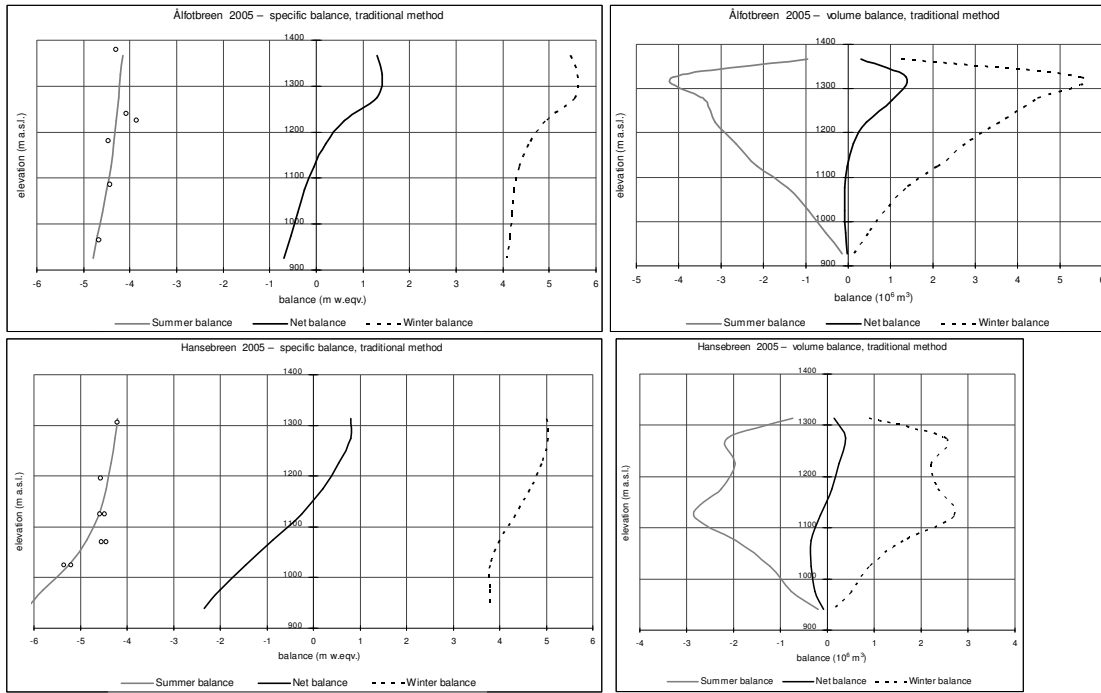 Ålfotbreen 2005 – specific balance, traditional method
1400
1300
1200
1100
1000
900
elevation (m a.s.l.)
-6 -5 -4 -3 -2 -1 0 1 2 3 4 5 6
balance (m w.eqv.)
Summer balance Net balance Winter balance
Ålfotbreen 2005 – volume balance, traditional method
1400
1300
1200
1100
1000
900
elevation (m a.s.l.)
-5 -4 -3 -2 -1 0 1 2 3 4 5 6
balance (10⁶ m³)
Summer balance Net balance Winter balance
Hansebreen 2005 – specific balance, traditional method
1400
1300
1200
1100
1000
900
elevation (m a.s.l.)
-6 -5 -4 -3 -2 -1 0 1 2 3 4 5 6
balance (m w.eqv.)
Summer balance Net balance Winter balance
Hansebreen 2005 – volume balance, traditional method
1400
1300
1200
1100
1000
900
elevation (m a.s.l.)
-4 -3 -2 -1 0 1 2 3 4
balance (10⁶ m³)
Summer balance Net balance Winter balance